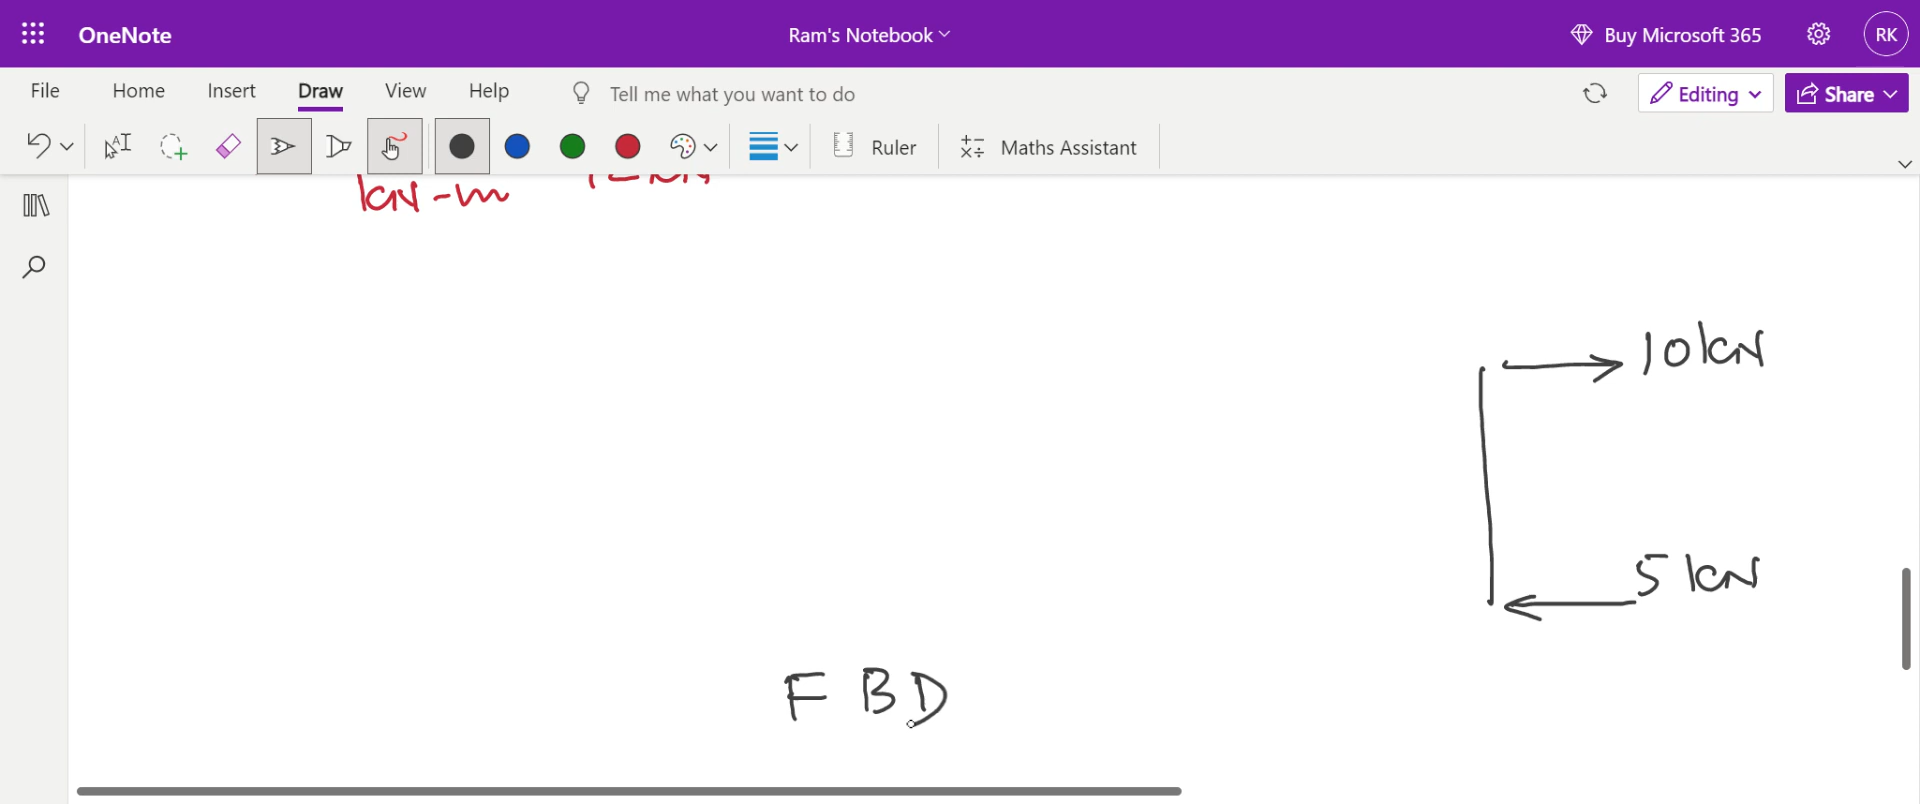 OneNote
Ram's Notebook
Buy Microsoft 365
RK
File
Home
Insert
Draw
View
Help
Tell me what you want to do
Editing
Share
Ruler
Maths Assistant
kN-m
10kN
5 kN
F B D